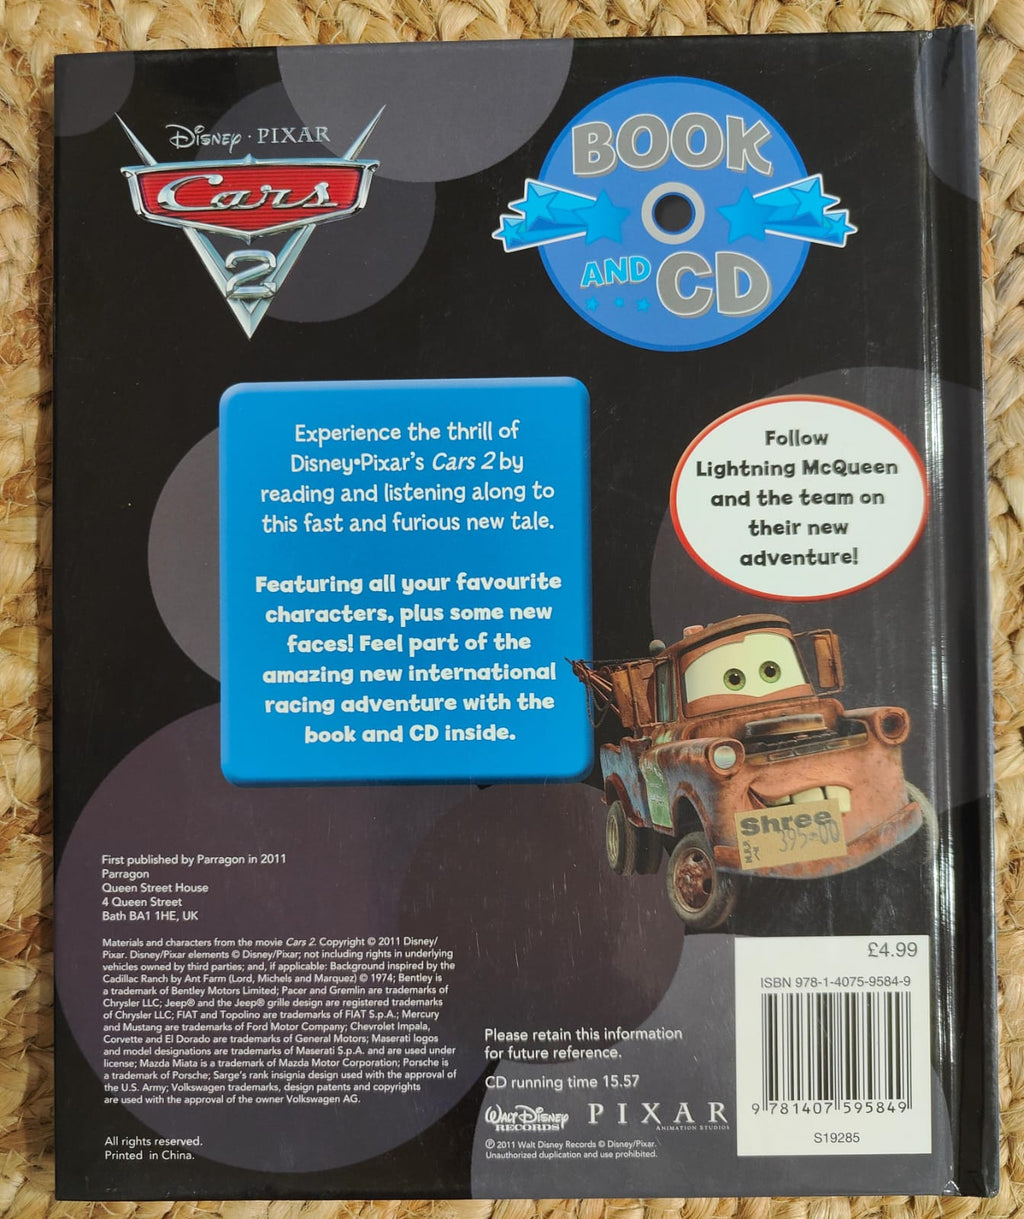 Disney · PIXAR
Cars
2
BOOK
AND CD
Experience the thrill of
Disney•Pixar's Cars 2 by
reading and listening along to
this fast and furious new tale.
Featuring all your favourite
characters, plus some new
faces! Feel part of the
amazing new international
racing adventure with the
book and CD inside.
Follow
Lightning McQueen
and the team on
their new
adventure!
Shree
395-00
First published by Parragon in 2011
Parragon
Queen Street House
4 Queen Street
Bath BA1 1HE, UK
Materials and characters from the movie Cars 2. Copyright © 2011 Disney/
Pixar. Disney/Pixar elements © Disney/Pixar; not including rights in underlying
vehicles owned by third parties; and, if applicable: Background inspired by the
Cadillac Ranch by Ant Farm (Lord, Michels and Marquez) © 1974; Bentley is
a trademark of Bentley Motors Limited; Pacer and Gremlin are trademarks of
Chrysler LLC; Jeep® and the Jeep® grille design are registered trademarks
of Chrysler LLC; FIAT and Topolino are trademarks of FIAT S.p.A.; Mercury
and Mustang are trademarks of Ford Motor Company; Chevrolet Impala,
Corvette and El Dorado are trademarks of General Motors; Maserati logos
and model designations are trademarks of Maserati S.p.A. and are used under
license; Mazda Miata is a trademark of Mazda Motor Corporation; Porsche is
a trademark of Porsche; Sarge's rank insignia design used with the approval of
the U.S. Army; Volkswagen trademarks, design patents and copyrights
are used with the approval of the owner Volkswagen AG.
All rights reserved.
Printed in China.
Please retain this information
for future reference.
CD running time 15.57
WALT DISNEY RECORDS
PIXAR
ANIMATION STUDIOS
℗ 2011 Walt Disney Records © Disney/Pixar.
Unauthorized duplication and use prohibited.
£4.99
ISBN 978-1-4075-9584-9
9 781407 595849
S19285